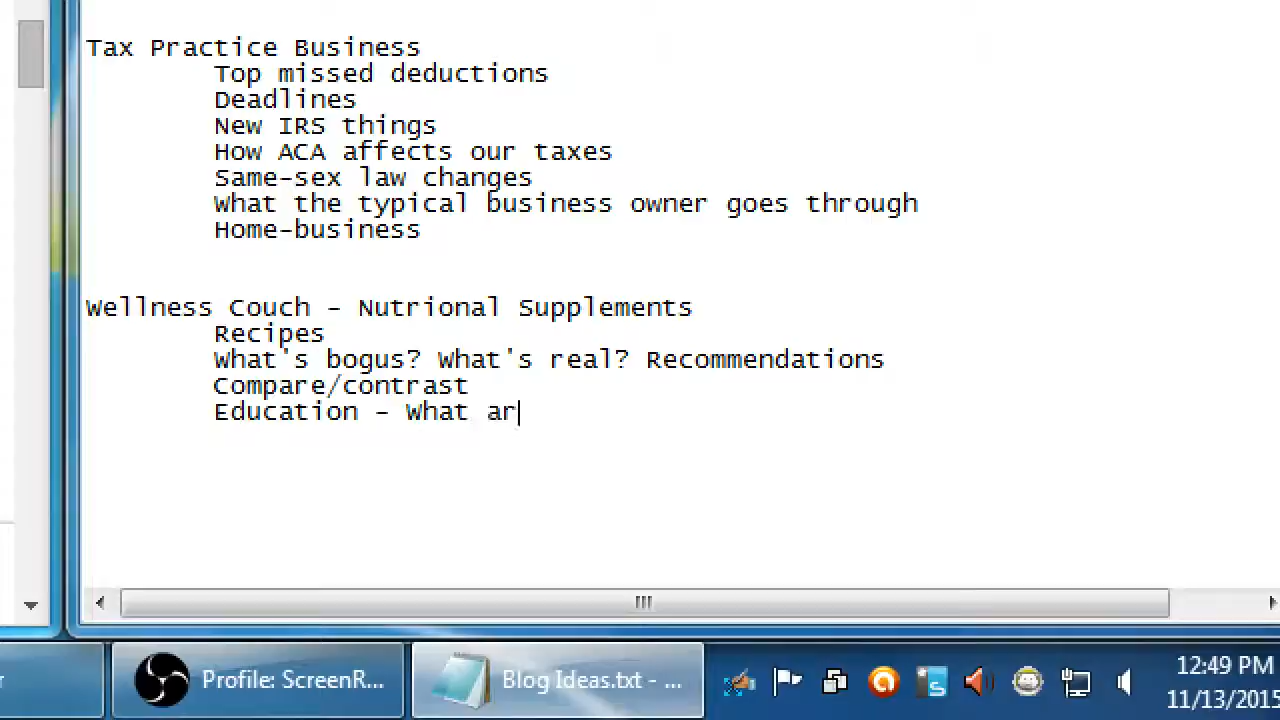 Tax Practice Business
Top missed deductions
Deadlines
New IRS things
How ACA affects our taxes
Same-sex law changes
What the typical business owner goes through
Home-business
Wellness Couch - Nutrional Supplements
Recipes
What's bogus? What's real? Recommendations
Compare/contrast
Education - What ar
r
Profile: ScreenR...
Blog Ideas.txt - ...
12:49 PM
11/13/2015